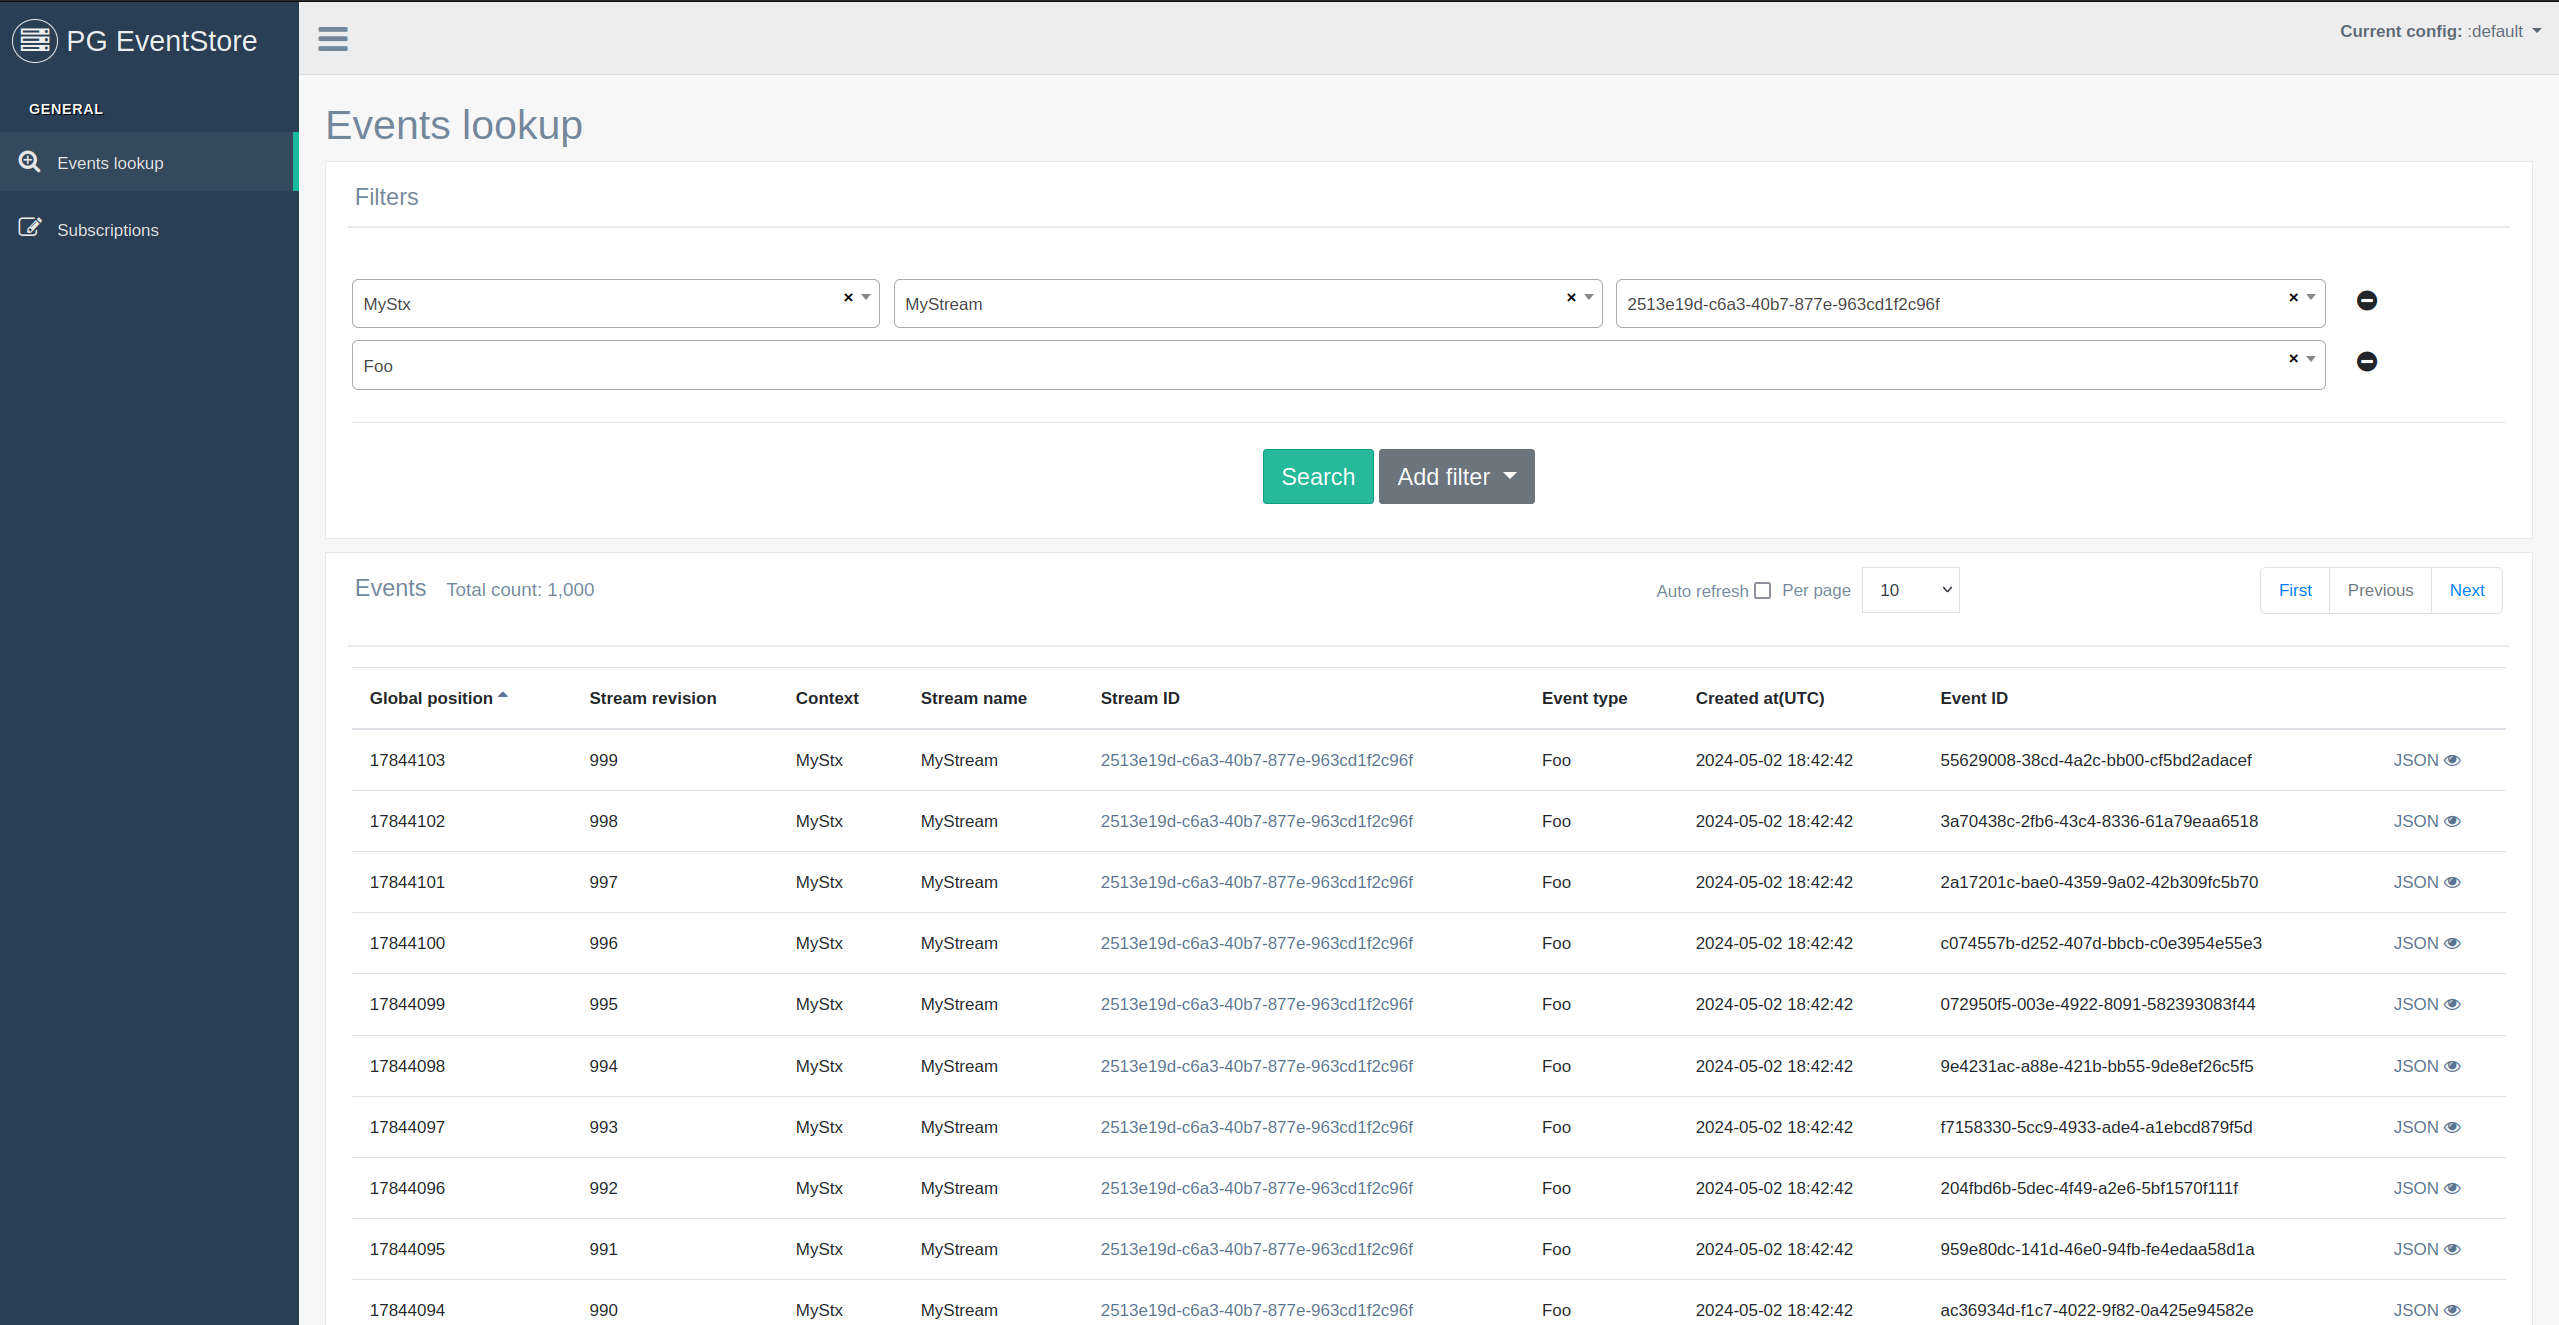 PG EventStore
Current config: :default
GENERAL
Events lookup
Subscriptions
Events lookup
Filters
MyStx × MyStream × 2513e19d-c6a3-40b7-877e-963cd1f2c96f ×
Foo ×
Search Add filter
Events Total count: 1,000 Auto refresh Per page 10 First Previous Next
Global position Stream revision Context Stream name Stream ID Event type Created at(UTC) Event ID
17844103 999 MyStx MyStream 2513e19d-c6a3-40b7-877e-963cd1f2c96f Foo 2024-05-02 18:42:42 55629008-38cd-4a2c-bb00-cf5bd2adacef JSON
17844102 998 MyStx MyStream 2513e19d-c6a3-40b7-877e-963cd1f2c96f Foo 2024-05-02 18:42:42 3a70438c-2fb6-43c4-8336-61a79eaa6518 JSON
17844101 997 MyStx MyStream 2513e19d-c6a3-40b7-877e-963cd1f2c96f Foo 2024-05-02 18:42:42 2a17201c-bae0-4359-9a02-42b309fc5b70 JSON
17844100 996 MyStx MyStream 2513e19d-c6a3-40b7-877e-963cd1f2c96f Foo 2024-05-02 18:42:42 c074557b-d252-407d-bbcb-c0e3954e55e3 JSON
17844099 995 MyStx MyStream 2513e19d-c6a3-40b7-877e-963cd1f2c96f Foo 2024-05-02 18:42:42 072950f5-003e-4922-8091-582393083f44 JSON
17844098 994 MyStx MyStream 2513e19d-c6a3-40b7-877e-963cd1f2c96f Foo 2024-05-02 18:42:42 9e4231ac-a88e-421b-bb55-9de8ef26c5f5 JSON
17844097 993 MyStx MyStream 2513e19d-c6a3-40b7-877e-963cd1f2c96f Foo 2024-05-02 18:42:42 f7158330-5cc9-4933-ade4-a1ebcd879f5d JSON
17844096 992 MyStx MyStream 2513e19d-c6a3-40b7-877e-963cd1f2c96f Foo 2024-05-02 18:42:42 204fbd6b-5dec-4f49-a2e6-5bf1570f111f JSON
17844095 991 MyStx MyStream 2513e19d-c6a3-40b7-877e-963cd1f2c96f Foo 2024-05-02 18:42:42 959e80dc-141d-46e0-94fb-fe4edaa58d1a JSON
17844094 990 MyStx MyStream 2513e19d-c6a3-40b7-877e-963cd1f2c96f Foo 2024-05-02 18:42:42 ac36934d-f1c7-4022-9f82-0a425e94582e JSON